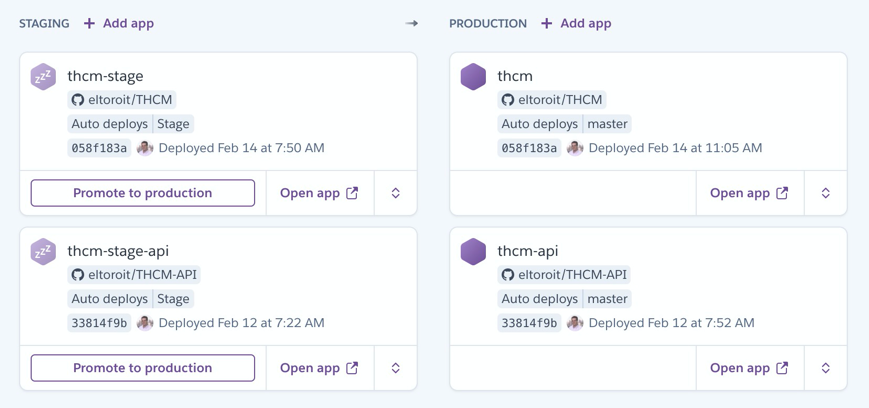 STAGING + Add app
PRODUCTION + Add app
zzz
thcm-stage
eltoroit/THCM
Auto deploys Stage
058f183a Deployed Feb 14 at 7:50 AM
Promote to production Open app
thcm
eltoroit/THCM
Auto deploys master
058f183a Deployed Feb 14 at 11:05 AM
Open app
zzz
thcm-stage-api
eltoroit/THCM-API
Auto deploys Stage
33814f9b Deployed Feb 12 at 7:22 AM
Promote to production Open app
thcm-api
eltoroit/THCM-API
Auto deploys master
33814f9b Deployed Feb 12 at 7:52 AM
Open app